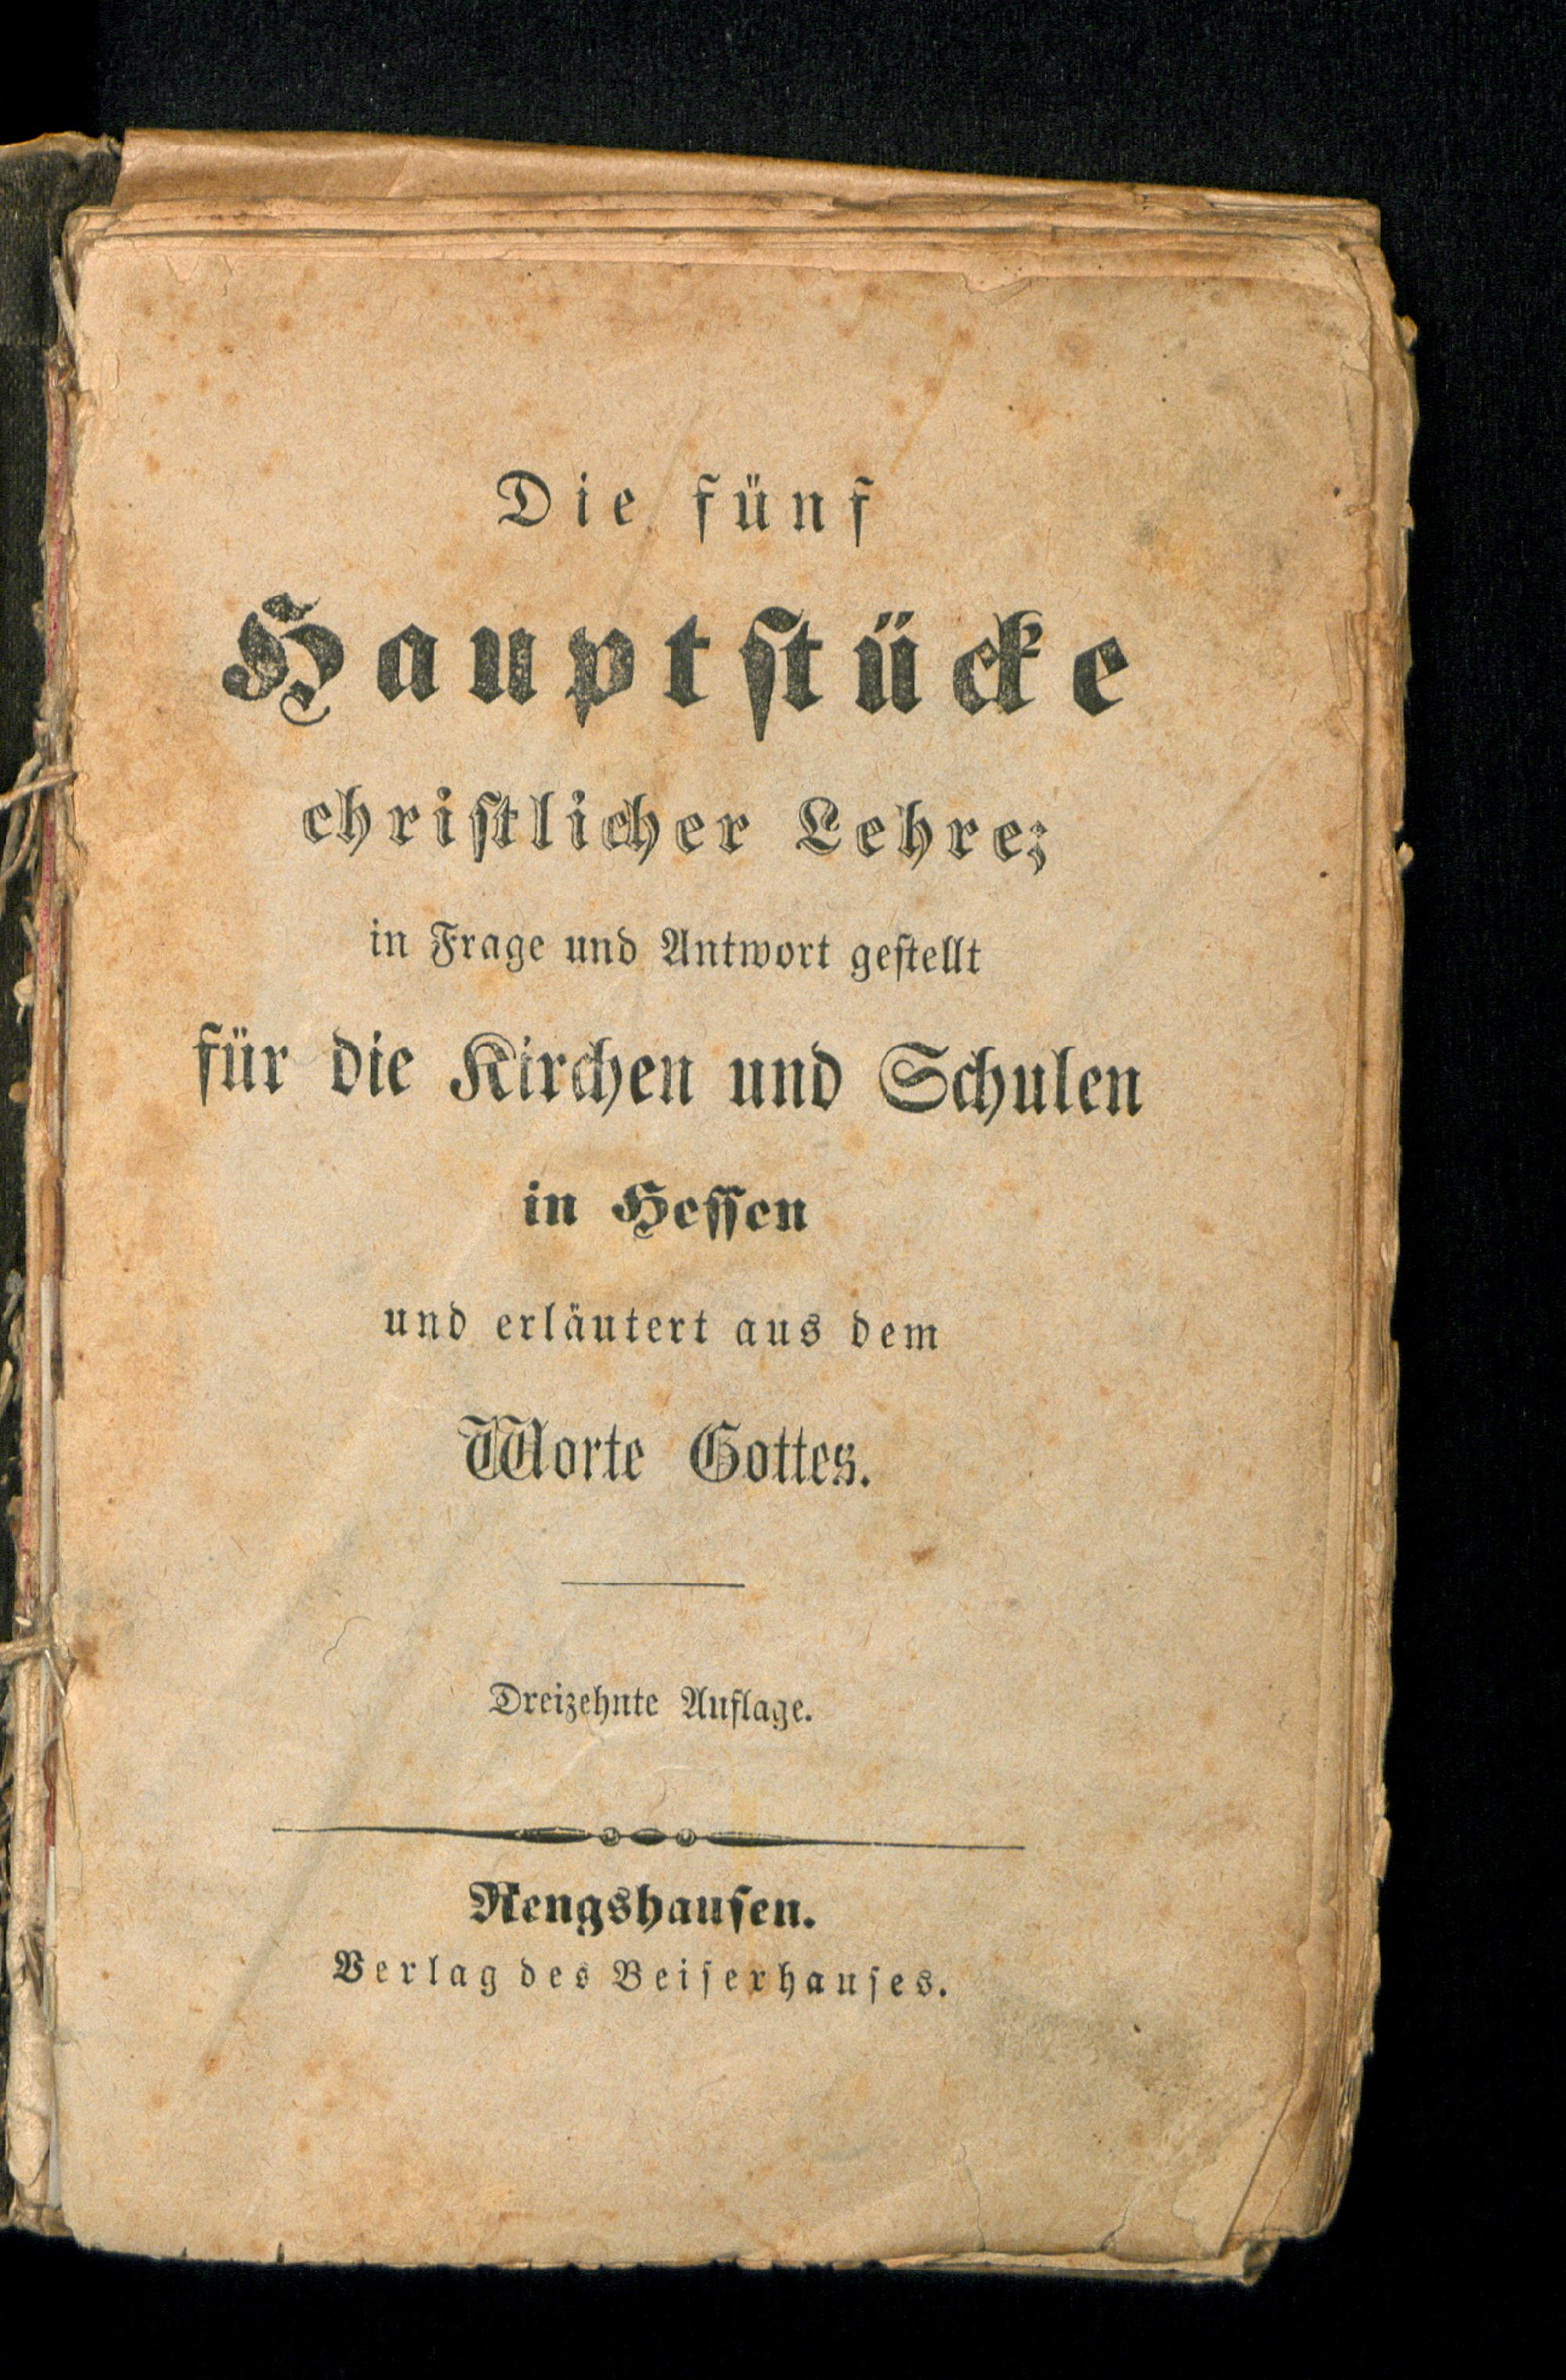 Die fünf
Hauptstücke
christlicher Lehre;
in Frage und Antwort gestellt
für die Kirchen und Schulen
in Hessen
und erläutert aus dem
Worte Gottes.
Dreizehnte Auflage.
Rengshausen.
Verlag des Beiserhauses.